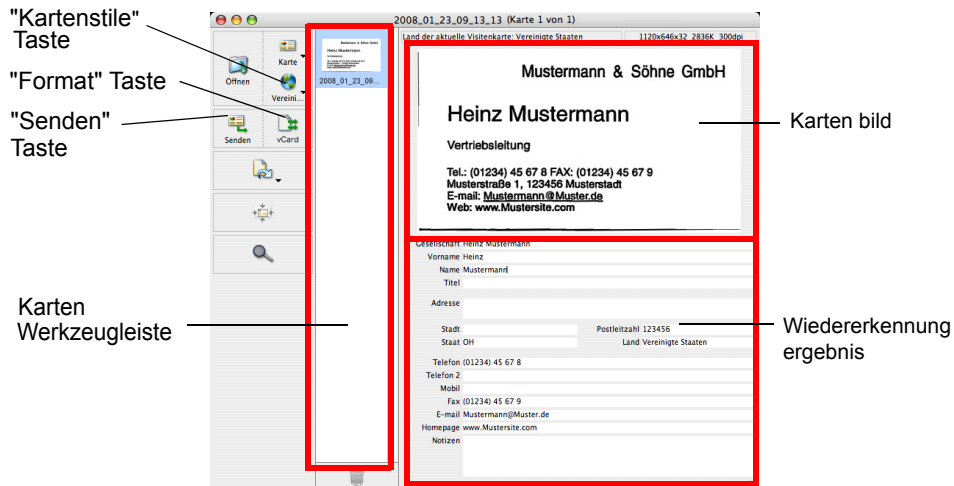 "Kartenstile"
Taste
"Format" Taste
"Senden"
Taste
Karten
Werkzeugleiste
2008_01_23_09_13_13 (Karte 1 von 1)
Öffnen
Karte
Vereini...
Senden
vCard
Mustermann & Söhne GmbH
Heinz Mustermann
2008_01_23_09...
Land der aktuelle Visitenkarte: Vereinigte Staaten
1120x646x32 2836K 300dpi
Mustermann & Söhne GmbH
Heinz Mustermann
Vertriebsleitung
Tel.: (01234) 45 67 8 FAX: (01234) 45 67 9
Musterstraße 1, 123456 Musterstadt
E-mail: Mustermann@Muster.de
Web: www.Mustersite.com
Gesellschaft Heinz Mustermann
Vorname Heinz
Name Mustermann
Titel
Adresse
Stadt
Postleitzahl 123456
Staat OH
Land Vereinigte Staaten
Telefon (01234) 45 67 8
Telefon 2
Mobil
Fax (01234) 45 67 9
E-mail Mustermann@Muster.de
Homepage www.Mustersite.com
Notizen
Karten bild
Wiedererkennung
ergebnis